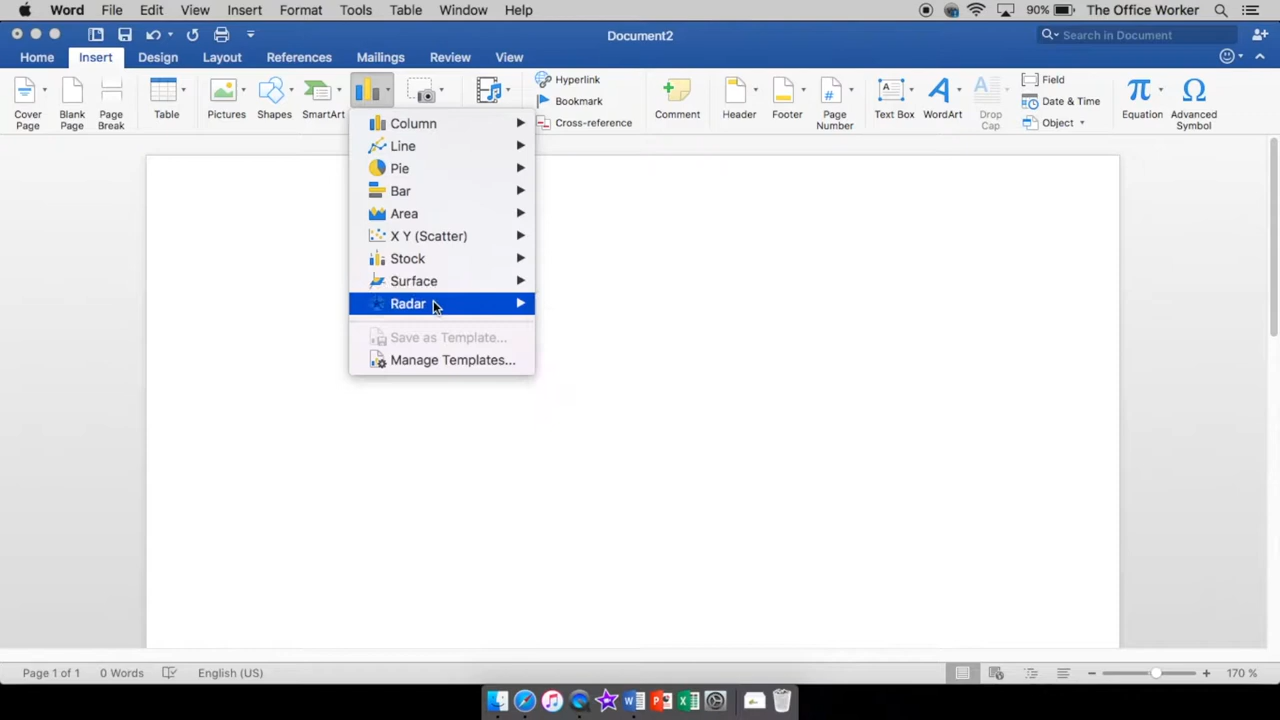 Word File Edit View Insert Format Tools Table Window Help 90% The Office Worker
Document2 Search in Document
Home Insert Design Layout References Mailings Review View
Cover Page
Blank Page
Page Break
Table
Pictures
Shapes
SmartArt
Hyperlink
Bookmark
Cross-reference
Comment
Header
Footer
Page Number
Text Box
WordArt
Drop Cap
Field
Date & Time
Object
Equation
Advanced Symbol
Column
Line
Pie
Bar
Area
X Y (Scatter)
Stock
Surface
Radar
Save as Template...
Manage Templates...
Page 1 of 1 0 Words English (US) 170 %